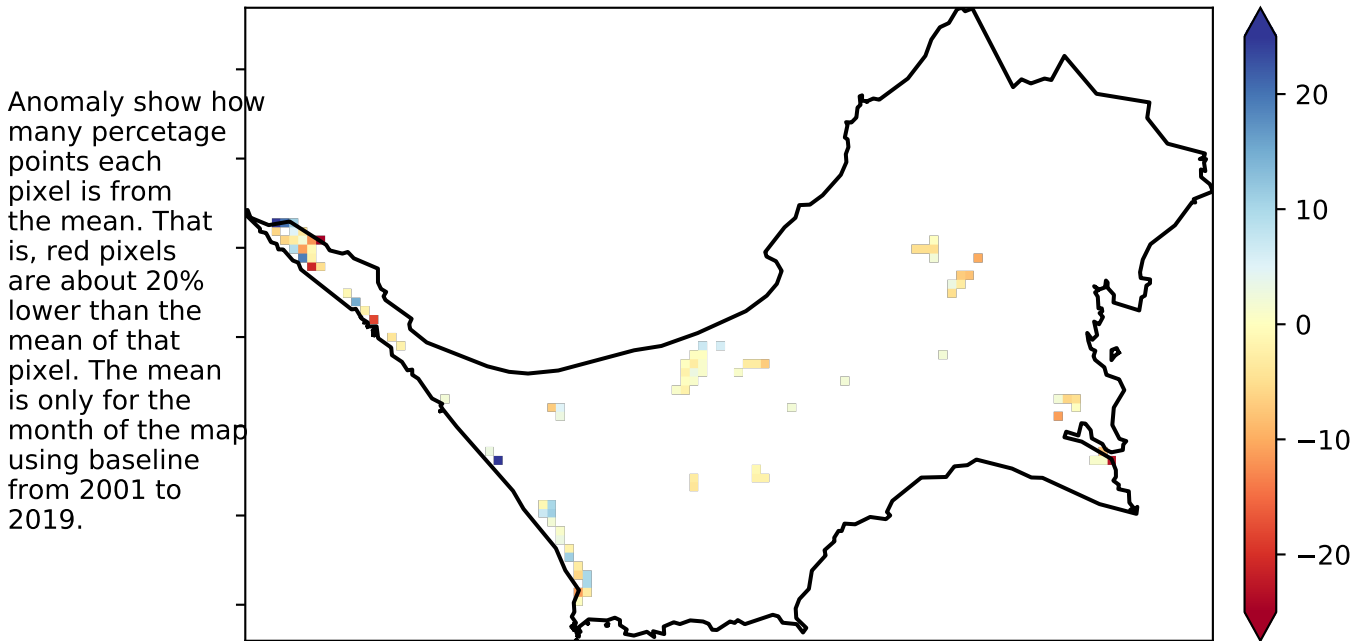 Anomaly show how
many percetage
points each
pixel is from
the mean. That
is, red pixels
are about 20%
lower than the
mean of that
pixel. The mean
is only for the
month of the map
using baseline
from 2001 to
2019.
20
10
0
−10
−20